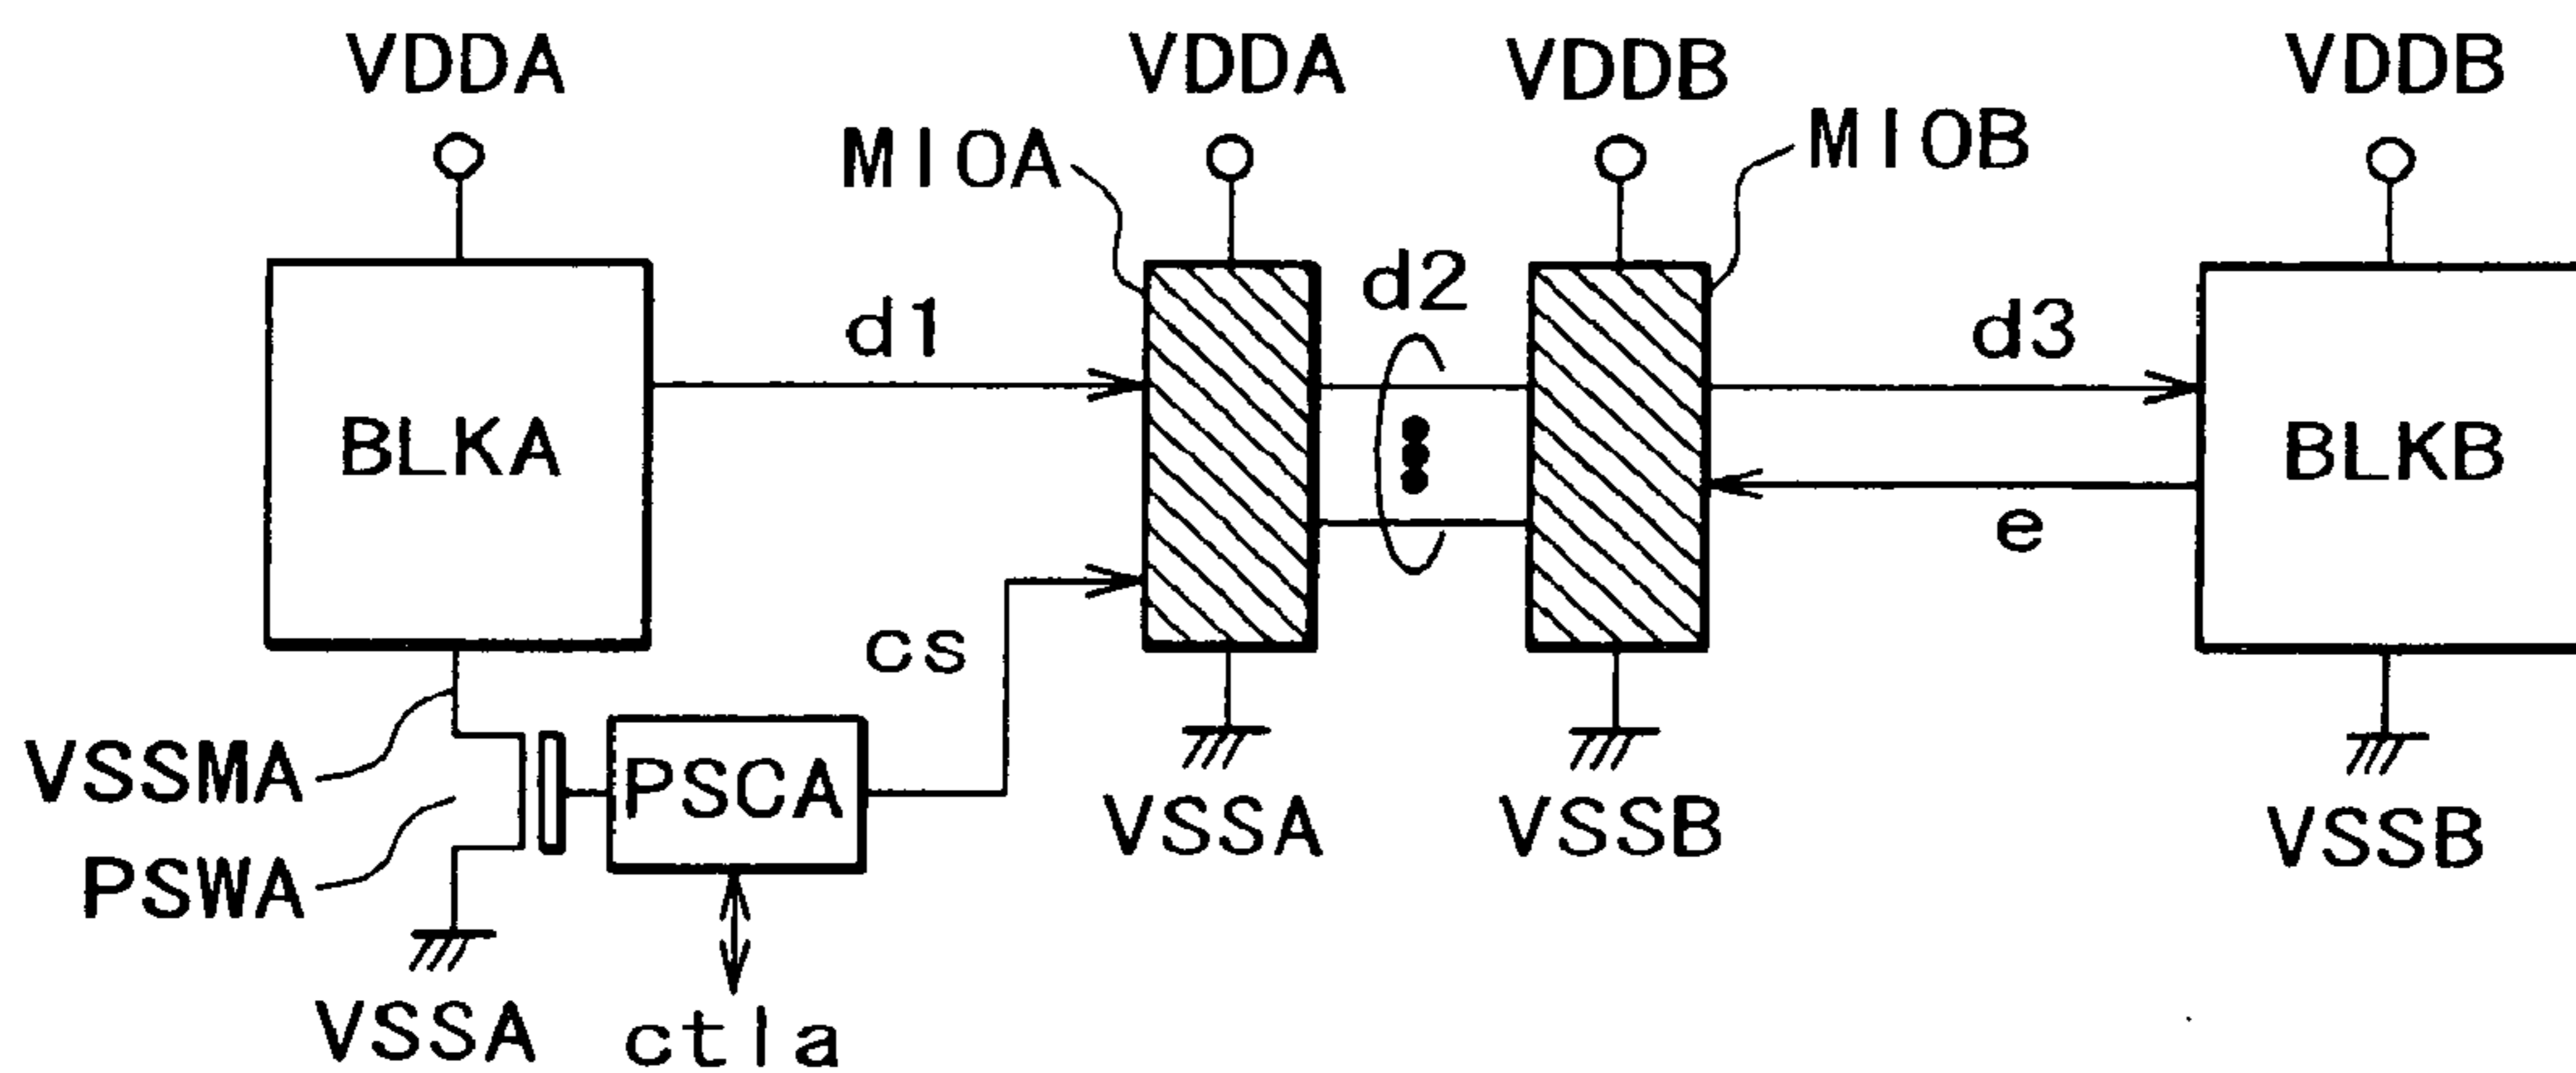 VDDA
VDDA
VDDB
VDDB
MIOA
MIOB
d2
d1
d3
BLKA
BLKB
e
cs
VSSMA
PSCA
VSSA
VSSB
VSSB
PSWA
VSSA
ctla